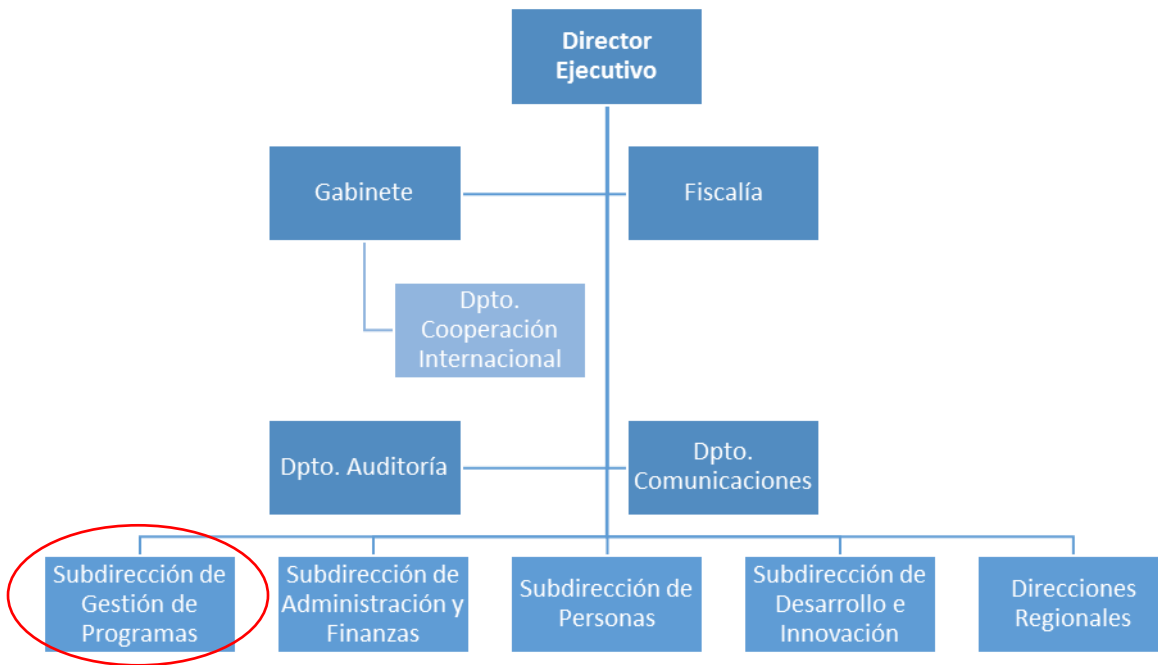 Director
Ejecutivo
Gabinete
Fiscalía
Dpto.
Cooperación
Internacional
Dpto. Auditoría
Dpto.
Comunicaciones
Subdirección de
Gestión de
Programas
Subdirección de
Administración y
Finanzas
Subdirección de
Personas
Subdirección de
Desarrollo e
Innovación
Direcciones
Regionales